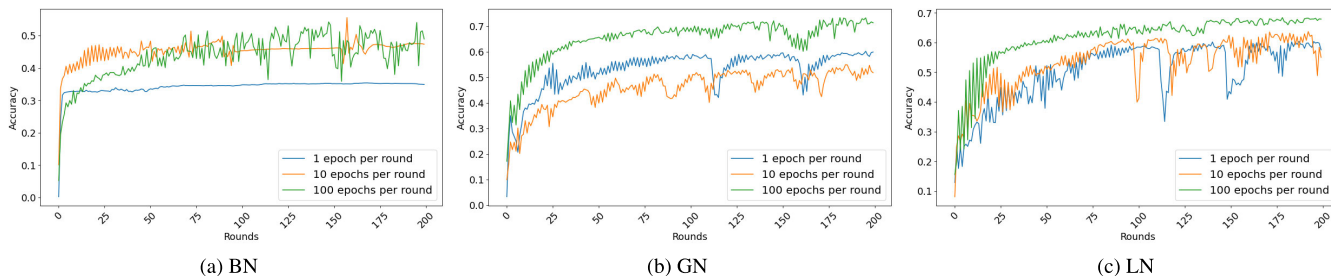 Accuracy
0.5
0.4
0.3
0.2
0.1
0.0
0
25
50
75
100
125
150
175
200
Rounds
1 epoch per round
10 epochs per round
100 epochs per round
(a) BN
Accuracy
0.7
0.6
0.5
0.4
0.3
0.2
0.1
0.0
0
25
50
75
100
125
150
175
200
Rounds
1 epoch per round
10 epochs per round
100 epochs per round
(b) GN
Accuracy
0.7
0.6
0.5
0.4
0.3
0.2
0.1
0
25
50
75
100
125
150
175
200
Rounds
1 epoch per round
10 epochs per round
100 epochs per round
(c) LN